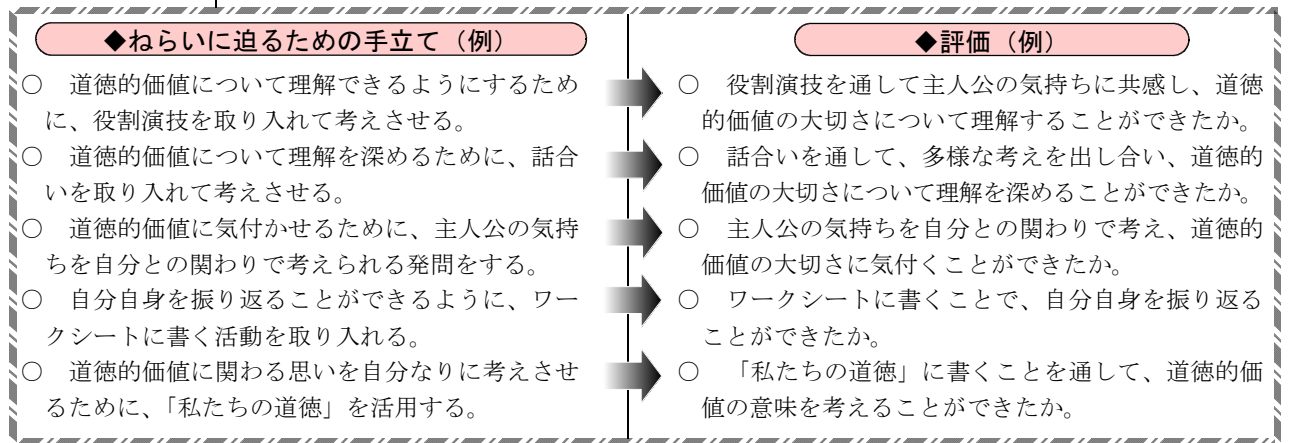 ◆ねらいに迫るための手立て（例）
○　道徳的価値について理解できるようにするため
に、役割演技を取り入れて考えさせる。
○　道徳的価値について理解を深めるために、話合
いを取り入れて考えさせる。
○　道徳的価値に気付かせるために、主人公の気持
ちを自分との関わりで考えられる発問をする。
○　自分自身を振り返ることができるように、ワー
クシートに書く活動を取り入れる。
○　道徳的価値に関わる思いを自分なりに考えさせ
るために、「私たちの道徳」を活用する。
◆評価（例）
○　役割演技を通して主人公の気持ちに共感し、道徳
的価値の大切さについて理解することができたか。
○　話合いを通して、多様な考えを出し合い、道徳的
価値の大切さについて理解を深めることができたか。
○　主人公の気持ちを自分との関わりで考え、道徳的
価値の大切さに気付くことができたか。
○　ワークシートに書くことで、自分自身を振り返る
ことができたか。
○　「私たちの道徳」に書くことを通して、道徳的価
値の意味を考えることができたか。